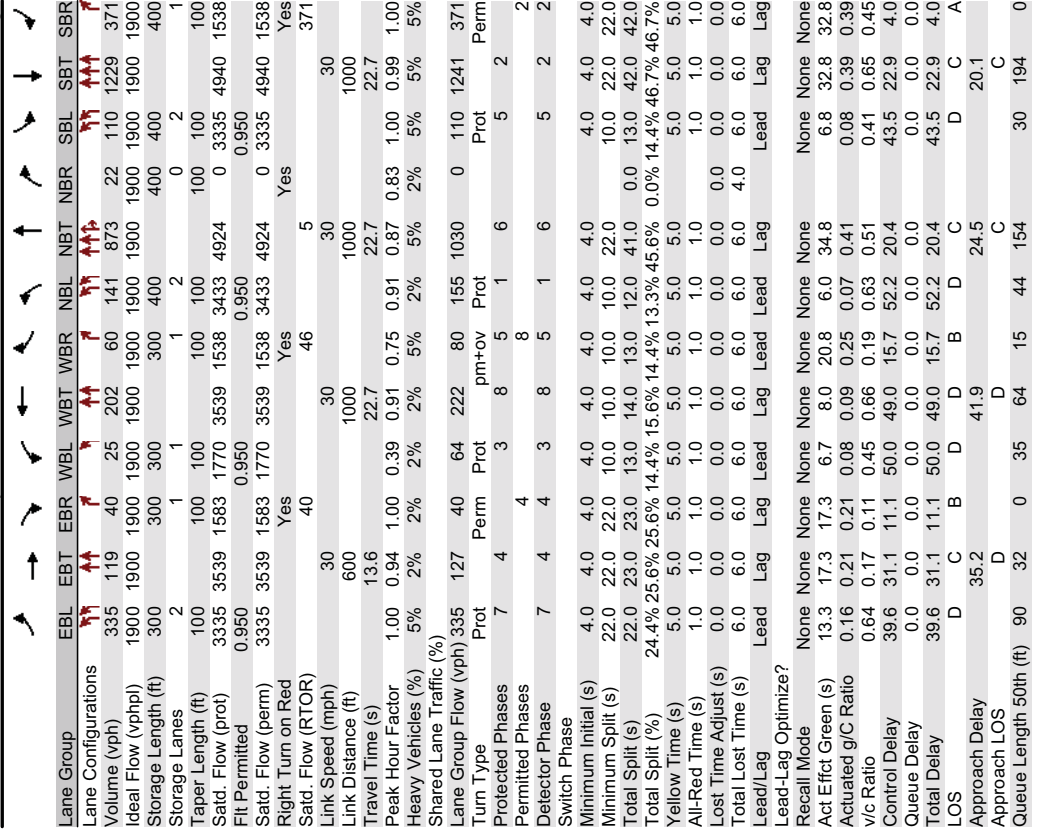 Lane Group EBL EBT EBR WBL WBT WBR NBL NBT NBR SBL SBT SBR
Lane Configurations
Volume (vph) 335 119 40 25 202 60 141 873 22 110 1229 371
Ideal Flow (vphpl) 1900 1900 1900 1900 1900 1900 1900 1900 1900 1900 1900 1900
Storage Length (ft) 300 300 300 300 400 400 400 400
Storage Lanes 2 1 1 1 2 0 2 1
Taper Length (ft) 100 100 100 100 100 100 100 100
Satd. Flow (prot) 3335 3539 1583 1770 3539 1538 3433 4924 0 3335 4940 1538
Flt Permitted 0.950 0.950 0.950 0.950
Satd. Flow (perm) 3335 3539 1583 1770 3539 1538 3433 4924 0 3335 4940 1538
Right Turn on Red Yes Yes Yes Yes
Satd. Flow (RTOR) 40 46 5 371
Link Speed (mph) 30 30 30 30
Link Distance (ft) 600 1000 1000 1000
Travel Time (s) 13.6 22.7 22.7 22.7
Peak Hour Factor 1.00 0.94 1.00 0.39 0.91 0.75 0.91 0.87 0.83 1.00 0.99 1.00
Heavy Vehicles (%) 5% 2% 2% 2% 2% 5% 2% 5% 2% 5% 5% 5%
Shared Lane Traffic (%)
Lane Group Flow (vph) 335 127 40 64 222 80 155 1030 0 110 1241 371
Turn Type Prot Perm Prot pm+ov Prot Prot Perm
Protected Phases 7 4 3 8 5 1 6 5 2
Permitted Phases 4 8 2
Detector Phase 7 4 4 3 8 5 1 6 5 2 2
Switch Phase
Minimum Initial (s) 4.0 4.0 4.0 4.0 4.0 4.0 4.0 4.0 4.0 4.0 4.0
Minimum Split (s) 22.0 22.0 22.0 10.0 10.0 10.0 10.0 22.0 10.0 22.0 22.0
Total Split (s) 22.0 23.0 23.0 13.0 14.0 13.0 12.0 41.0 0.0 13.0 42.0 42.0
Total Split (%) 24.4% 25.6% 25.6% 14.4% 15.6% 14.4% 13.3% 45.6% 0.0% 14.4% 46.7% 46.7%
Yellow Time (s) 5.0 5.0 5.0 5.0 5.0 5.0 5.0 5.0 5.0 5.0 5.0
All-Red Time (s) 1.0 1.0 1.0 1.0 1.0 1.0 1.0 1.0 1.0 1.0 1.0
Lost Time Adjust (s) 0.0 0.0 0.0 0.0 0.0 0.0 0.0 0.0 0.0 0.0 0.0 0.0
Total Lost Time (s) 6.0 6.0 6.0 6.0 6.0 6.0 6.0 6.0 4.0 6.0 6.0 6.0
Lead/Lag Lead Lag Lag Lead Lag Lead Lead Lag Lead Lag Lag
Lead-Lag Optimize?
Recall Mode None None None None None None None None None None None
Act Effct Green (s) 13.3 17.3 17.3 6.7 8.0 20.8 6.0 34.8 6.8 32.8 32.8
Actuated g/C Ratio 0.16 0.21 0.21 0.08 0.09 0.25 0.07 0.41 0.08 0.39 0.39
v/c Ratio 0.64 0.17 0.11 0.45 0.66 0.19 0.63 0.51 0.41 0.65 0.45
Control Delay 39.6 31.1 11.1 50.0 49.0 15.7 52.2 20.4 43.5 22.9 4.0
Queue Delay 0.0 0.0 0.0 0.0 0.0 0.0 0.0 0.0 0.0 0.0 0.0
Total Delay 39.6 31.1 11.1 50.0 49.0 15.7 52.2 20.4 43.5 22.9 4.0
LOS D C B D D B D C D C A
Approach Delay 35.2 41.9 24.5 20.1
Approach LOS D D C C
Queue Length 50th (ft) 90 32 0 35 64 15 44 154 30 194 0